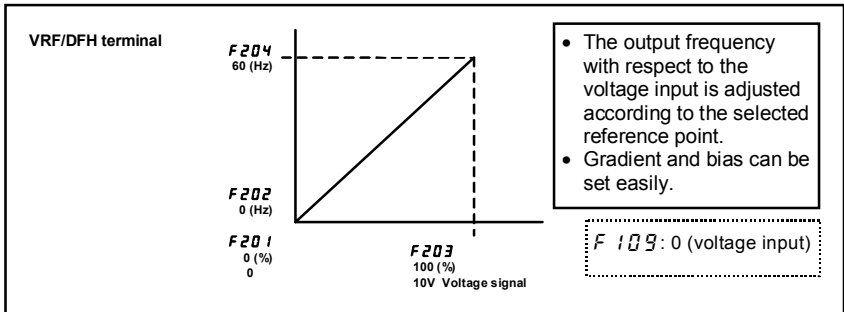 VRF/DFH terminal
F204
60 (Hz)
F202
0 (Hz)
F201
0 (%)
0
F203
100 (%)
10V Voltage signal
• The output frequency
with respect to the
voltage input is adjusted
according to the selected
reference point.
• Gradient and bias can be
set easily.
F109: 0 (voltage input)